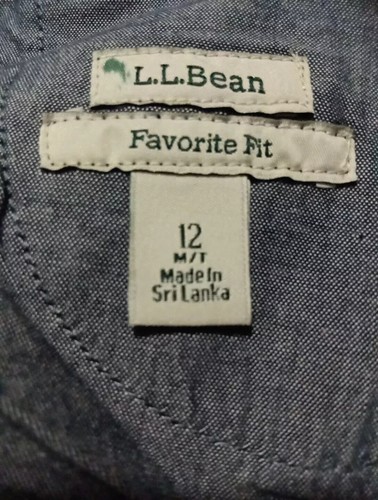 L.L.Bean
Favorite Fit
12
M/T
Made In
Sri Lanka